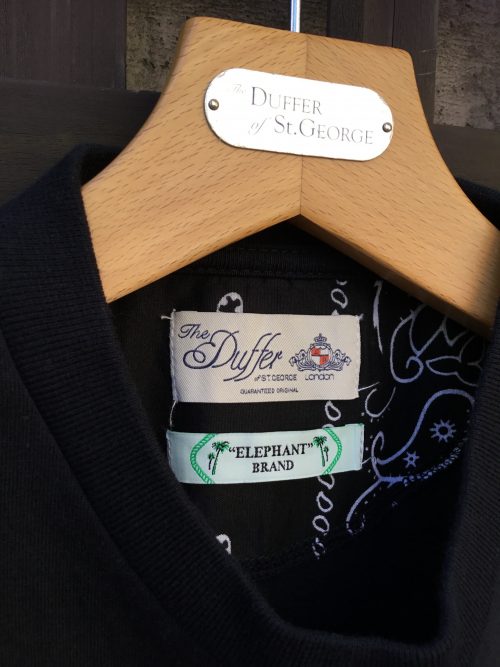 The DUFFER
of ST. GEORGE
The Duffer
OF ST. GEORGE London
GUARANTEED ORIGINAL
"ELEPHANT"
BRAND